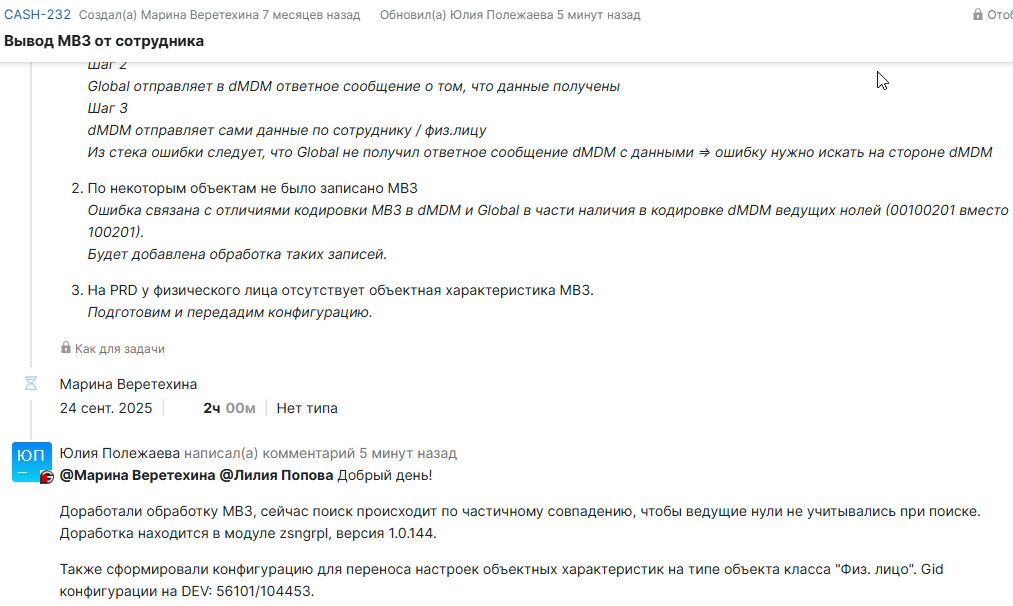 CASH-232 Создал(а) Марина Веретехина 7 месяцев назад Обновил(а) Юлия Полежаева 5 минут назад
Вывод МВЗ от сотрудника
Шаг 2
Global отправляет в dMDM ответное сообщение о том, что данные получены
Шаг 3
dMDM отправляет сами данные по сотруднику / физ.лицу
Из стека ошибки следует, что Global не получил ответное сообщение dMDM с данными => ошибку нужно искать на стороне dMDM
2. По некоторым объектам не было записано МВЗ
Ошибка связана с отличиями кодировки МВЗ в dMDM и Global в части наличия в кодировке dMDM ведущих нолей (00100201 вместо
100201).
Будет добавлена обработка таких записей.
3. На PRD у физического лица отсутствует объектная характеристика МВЗ.
Подготовим и передадим конфигурацию.
Как для задачи
Марина Веретехина
24 сент. 2025 2ч 00м Нет типа
ЮП
Юлия Полежаева написал(а) комментарий 5 минут назад
@Марина Веретехина @Лилия Попова Добрый день!
Доработали обработку МВЗ, сейчас поиск происходит по частичному совпадению, чтобы ведущие нули не учитывались при поиске.
Доработка находится в модуле zsngrpl, версия 1.0.144.
Также сформировали конфигурацию для переноса настроек объектных характеристик на типе объекта класса "Физ. лицо". Gid
конфигурации на DEV: 56101/104453.